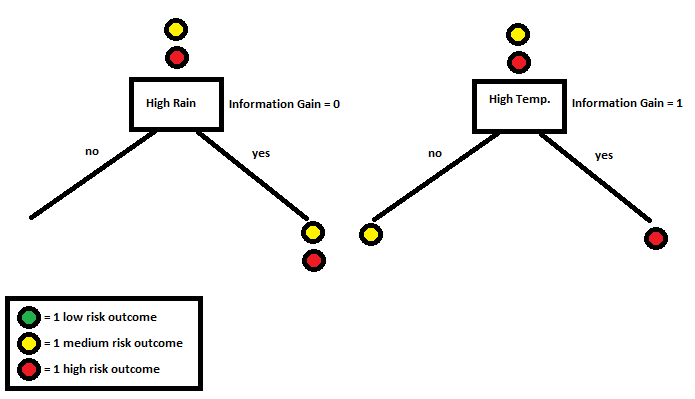 High Rain
Information Gain = 0
no
yes
High Temp.
Information Gain = 1
no
yes
= 1 low risk outcome
= 1 medium risk outcome
= 1 high risk outcome